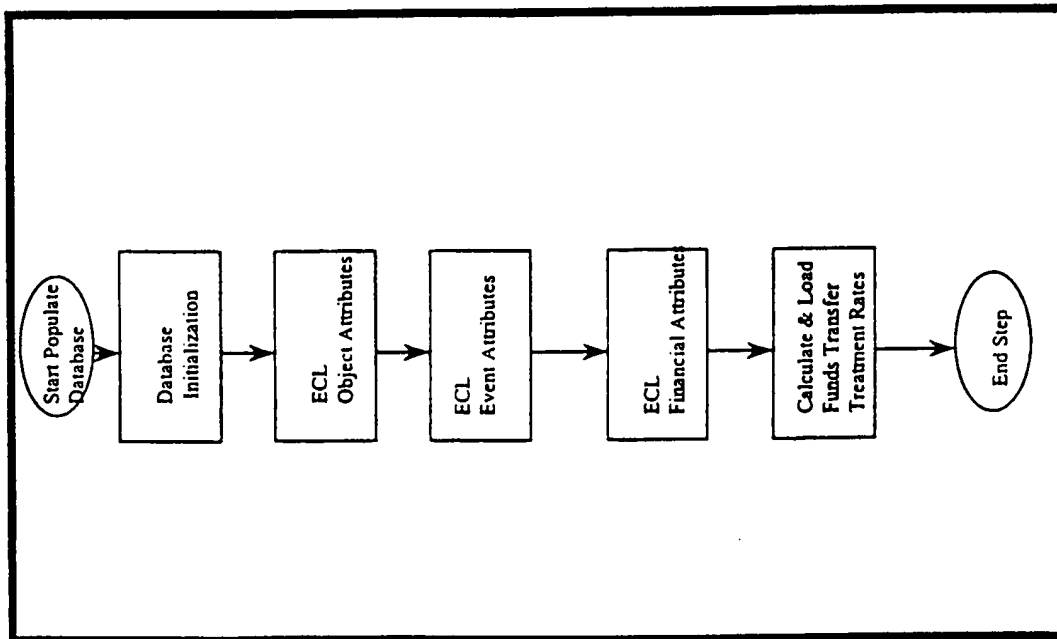 Start Populate
Database
Database
Initialization
ECL
Object Attributes
ECL
Event Attributes
ECL
Financial Attributes
Calculate & Load
Funds Transfer
Treatment Rates
End Step